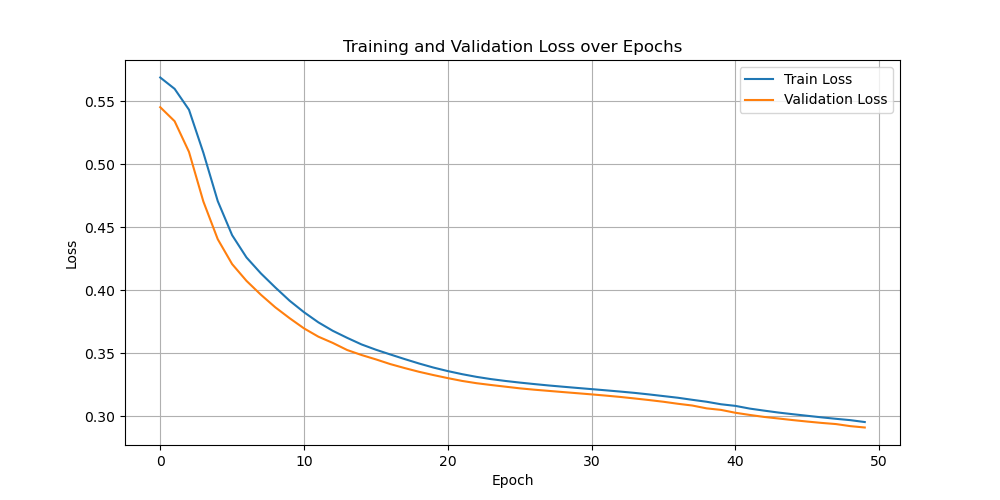 Training and Validation Loss over Epochs
Train Loss
Validation Loss
Loss
0.55
0.50
0.45
0.40
0.35
0.30
0 10 20 30 40 50
Epoch